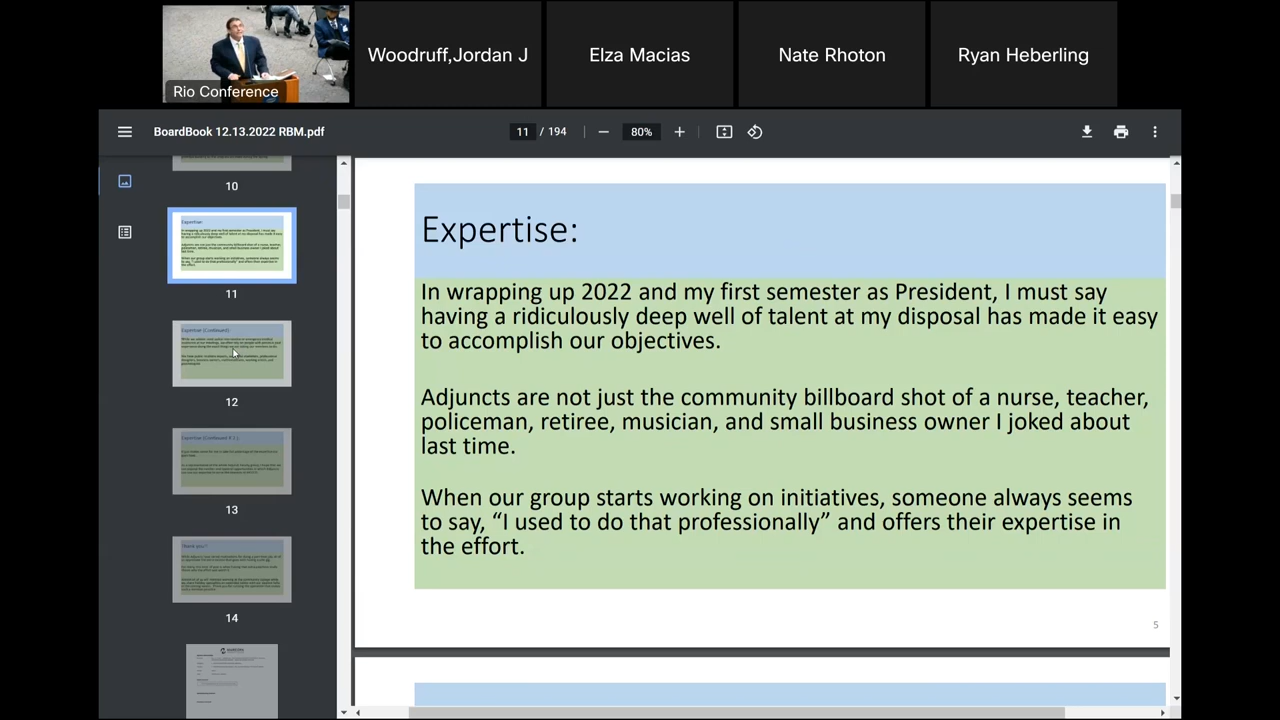 Rio Conference
Woodruff,Jordan J
Elza Macias
Nate Rhoton
Ryan Heberling
BoardBook 12.13.2022 RBM.pdf
11 / 194
80%
10
11
12
13
14
Expertise:
In wrapping up 2022 and my first semester as President, I must say
having a ridiculously deep well of talent at my disposal has made it easy
to accomplish our objectives.
Adjuncts are not just the community billboard shot of a nurse, teacher,
policeman, retiree, musician, and small business owner I joked about
last time.
When our group starts working on initiatives, someone always seems
to say, “I used to do that professionally” and offers their expertise in
the effort.
5